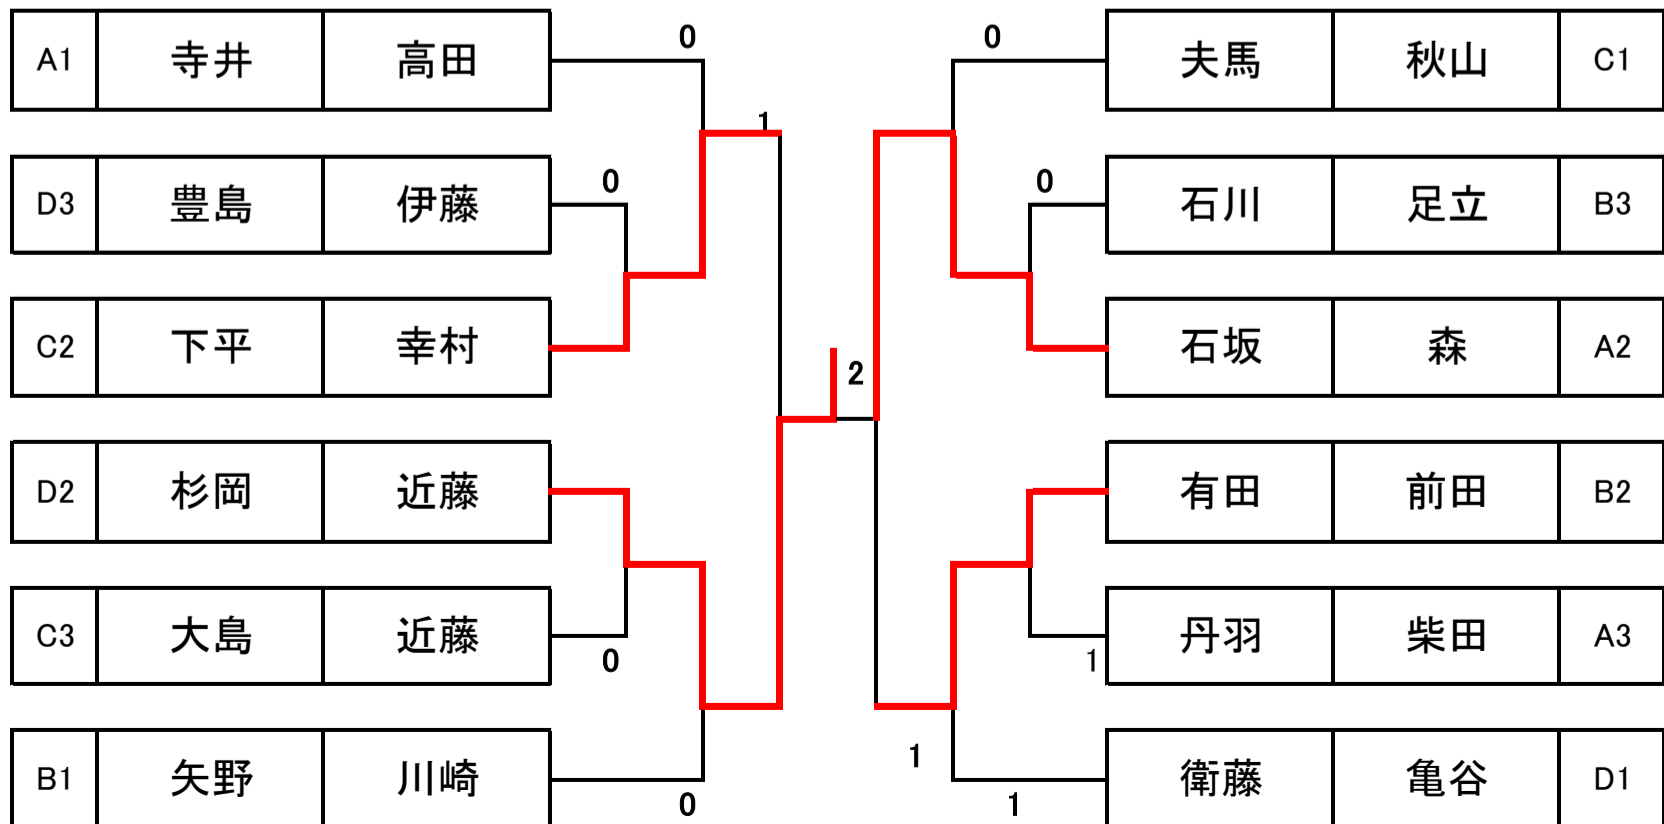 A1 寺井 高田 0 0 夫馬 秋山 C1
1
D3 豊島 伊藤 0 0 石川 足立 B3
C2 下平 幸村 石坂 森 A2
2
D2 杉岡 近藤 有田 前田 B2
C3 大島 近藤 0 1 丹羽 柴田 A3
1
B1 矢野 川崎 0 1 衛藤 亀谷 D1